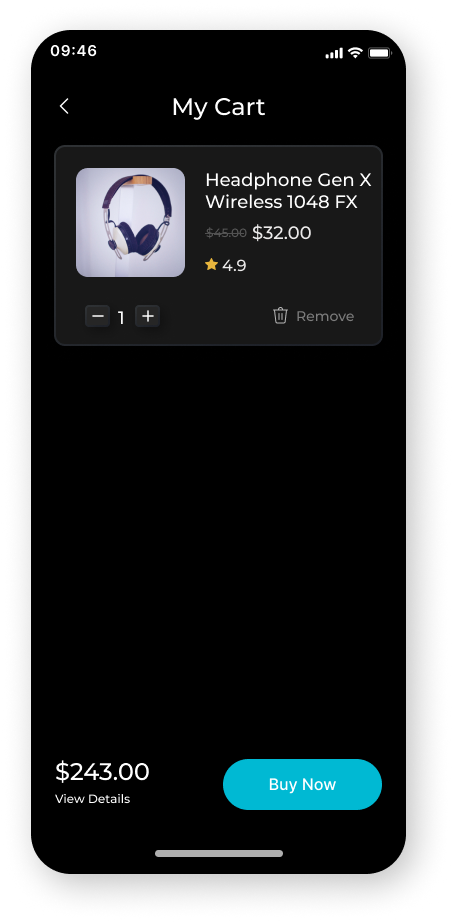 09:46
My Cart
Headphone Gen X
Wireless 1048 FX
$45.00 $32.00
4.9
1
Remove
$243.00
View Details
Buy Now